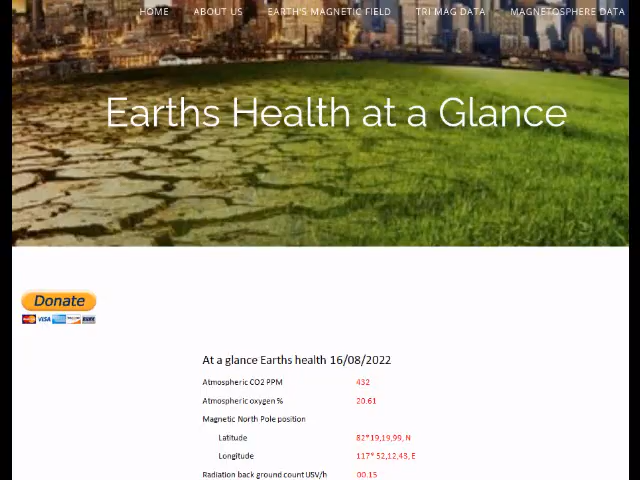 HOME ABOUT US EARTH'S MAGNETIC FIELD TRI MAG DATA MAGNETOSPHERE DATA
Earths Health at a Glance
Donate
VISA
At a glance Earths health 16/08/2022
Atmospheric CO2 PPM 432
Atmospheric oxygen % 20.61
Magnetic North Pole position
Latitude 82°19,19,99, N
Longitude 117° 52,12,43, E
Radiation back ground count USV/h 00.15